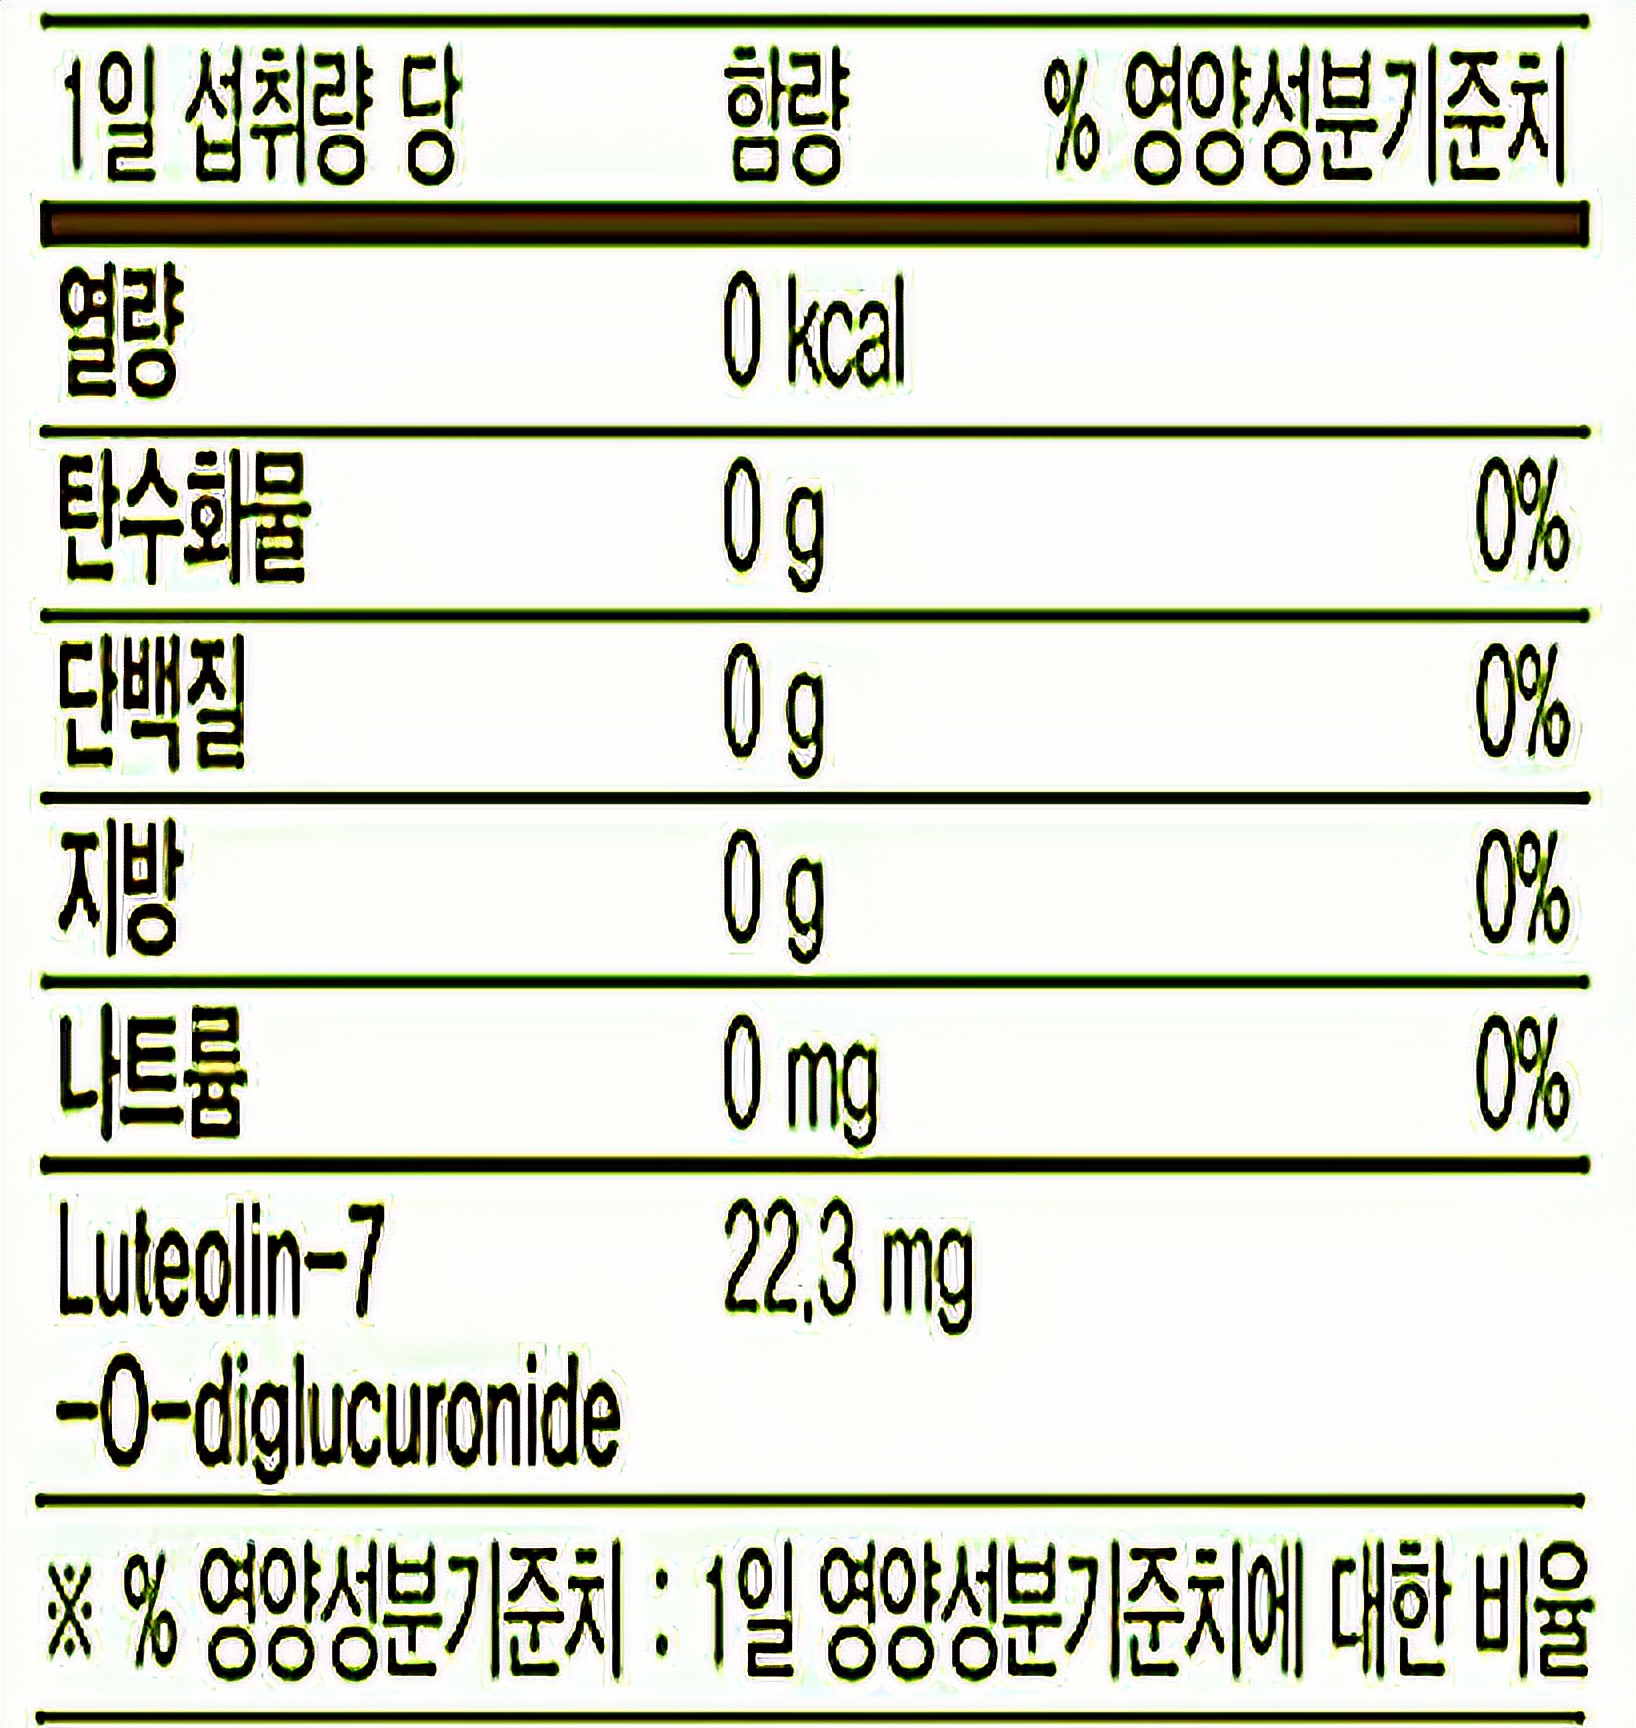 1일 섭취량 당 함량 % 영양성분기준치
열량 0 kcal
탄수화물 0 g 0%
단백질 0 g 0%
지방 0 g 0%
나트륨 0 mg 0%
Luteolin-7 22.3 mg
-O-diglucuronide
※ % 영양성분기준치 : 1일 영양성분기준치에 대한 비율